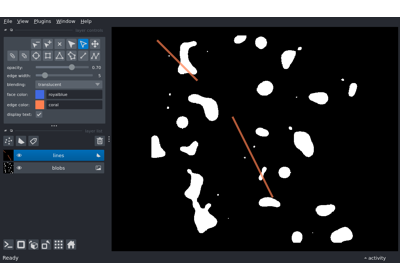 File View Plugins Window Help
opacity: 0.70
edge width: 5
blending: translucent
face color: royalblue
edge color: coral
display text: ✓
lines
blobs
Ready
activity